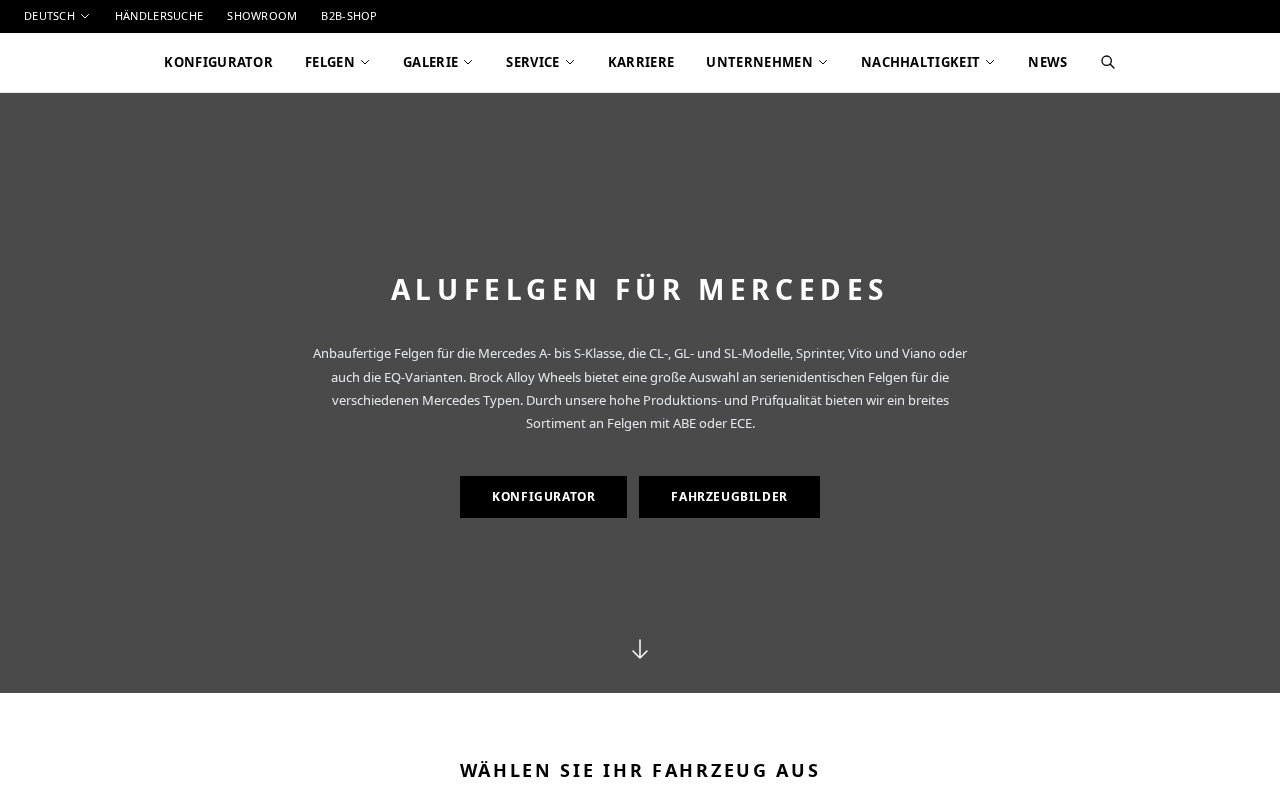 DEUTSCH HÄNDLERSUCHE SHOWROOM B2B-SHOP
KONFIGURATOR FELGEN GALERIE SERVICE KARRIERE UNTERNEHMEN NACHHALTIGKEIT NEWS
ALUFELGEN FÜR MERCEDES
Anbaufertige Felgen für die Mercedes A- bis S-Klasse, die CL-, GL- und SL-Modelle, Sprinter, Vito und Viano oder
auch die EQ-Varianten. Brock Alloy Wheels bietet eine große Auswahl an serienidentischen Felgen für die
verschiedenen Mercedes Typen. Durch unsere hohe Produktions- und Prüfqualität bieten wir ein breites
Sortiment an Felgen mit ABE oder ECE.
KONFIGURATOR FAHRZEUGBILDER
WÄHLEN SIE IHR FAHRZEUG AUS